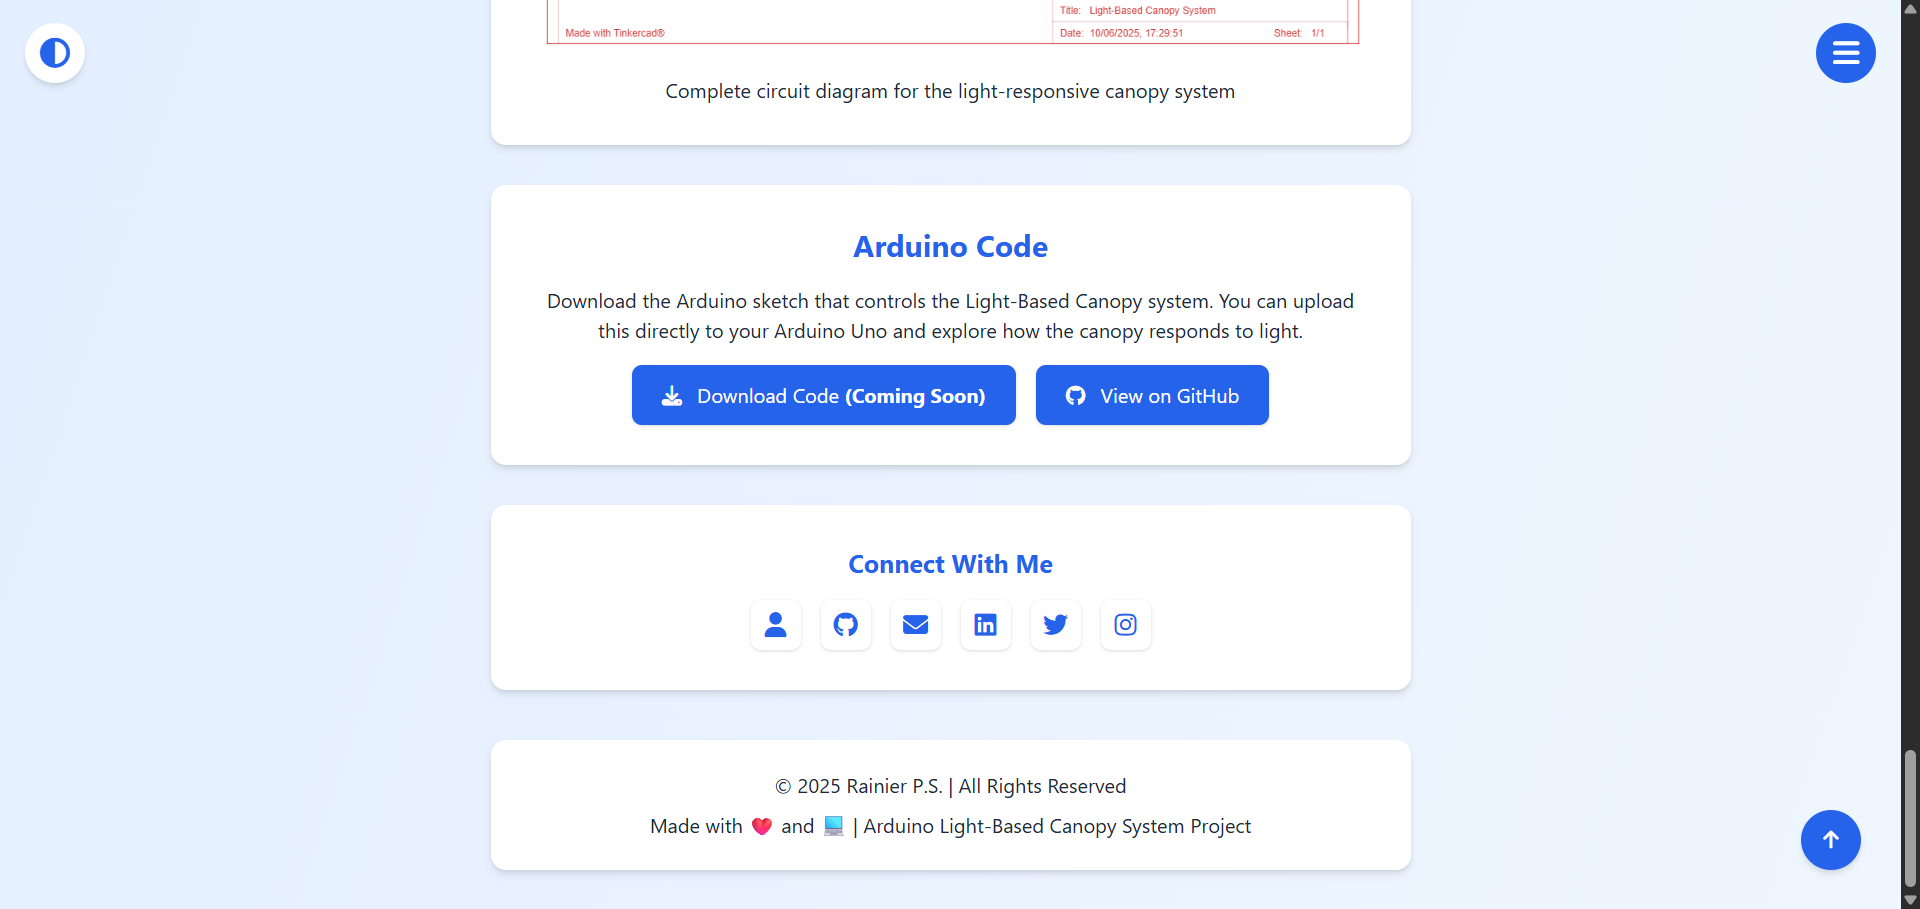 Title: Light-Based Canopy System
Made with Tinkercad®
Date: 10/06/2025, 17:29:51 Sheet: 1/1
Complete circuit diagram for the light-responsive canopy system
Arduino Code
Download the Arduino sketch that controls the Light-Based Canopy system. You can upload
this directly to your Arduino Uno and explore how the canopy responds to light.
Download Code (Coming Soon)
View on GitHub
Connect With Me
© 2025 Rainier P.S. | All Rights Reserved
Made with ❤️ and 💻 | Arduino Light-Based Canopy System Project